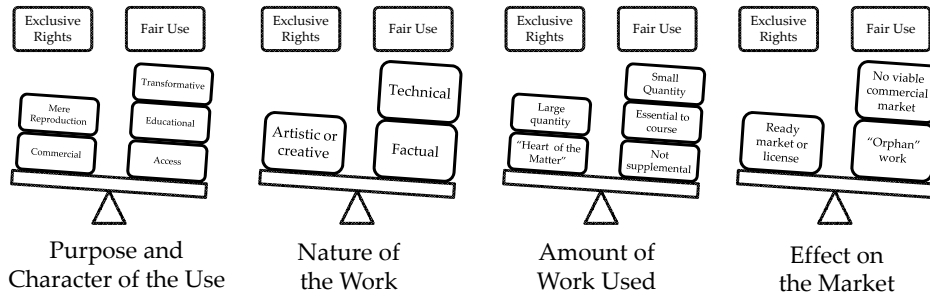 Exclusive
Rights
Fair Use
Transformative
Mere
Reproduction
Educational
Commercial
Access
Purpose and
Character of the Use
Exclusive
Rights
Fair Use
Technical
Artistic or
creative
Factual
Nature of
the Work
Exclusive
Rights
Fair Use
Small
Quantity
Large
quantity
Essential to
course
“Heart of the
Matter”
Not
supplemental
Amount of
Work Used
Exclusive
Rights
Fair Use
No viable
commercial
market
Ready
market or
license
“Orphan”
work
Effect on
the Market